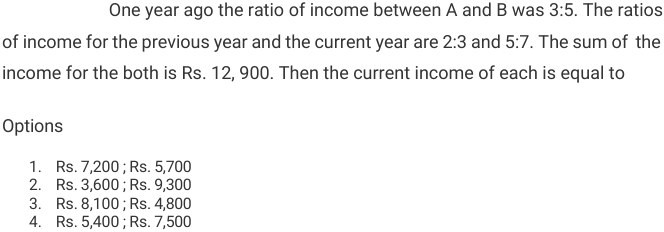 One year ago the ratio of income between A and B was 3:5. The ratios
of income for the previous year and the current year are 2:3 and 5:7. The sum of the
income for the both is Rs. 12, 900. Then the current income of each is equal to
Options
1. Rs. 7,200 ; Rs. 5,700
2. Rs. 3,600 ; Rs. 9,300
3. Rs. 8,100 ; Rs. 4,800
4. Rs. 5,400 ; Rs. 7,500